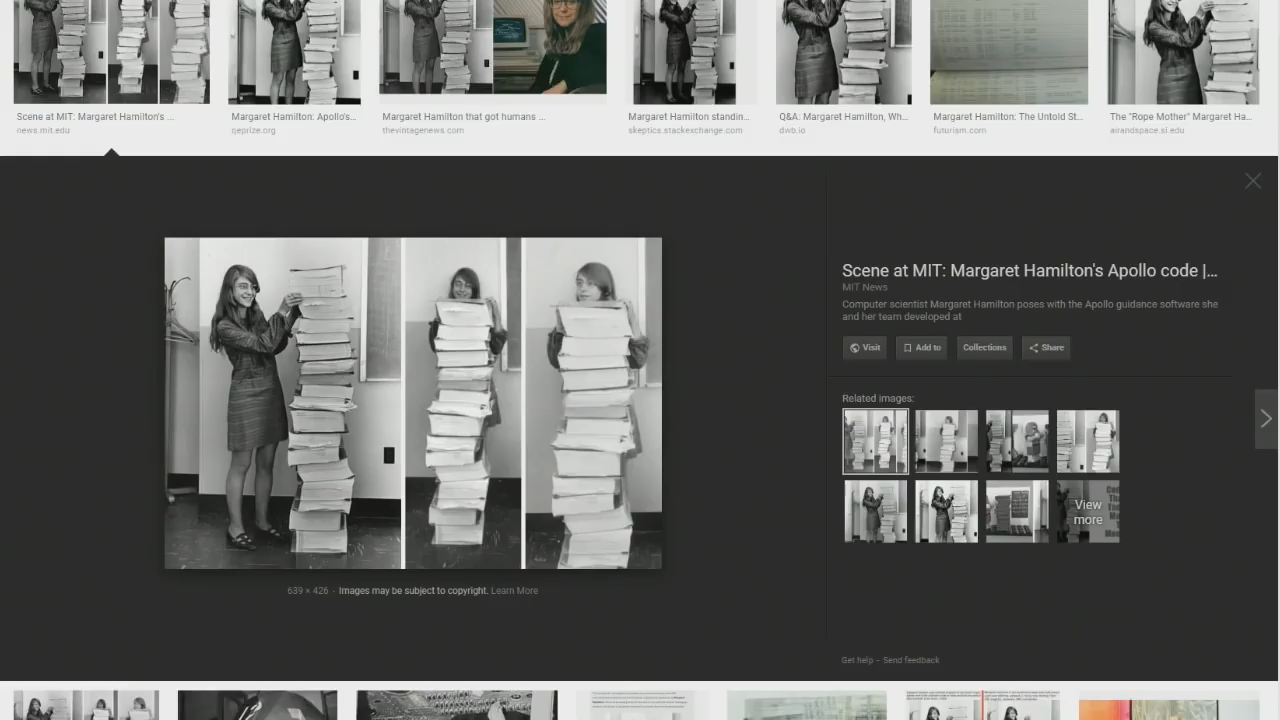 Scene at MIT: Margaret Hamilton's ...
news.mit.edu
Margaret Hamilton: Apollo's...
qeprize.org
Margaret Hamilton that got humans ...
thevintagenews.com
Margaret Hamilton standin...
skeptics.stackexchange.com
Q&A: Margaret Hamilton, Wh...
dwb.io
Margaret Hamilton: The Untold St...
futurism.com
The "Rope Mother" Margaret Ha...
airandspace.si.edu
Scene at MIT: Margaret Hamilton's Apollo code |...
MIT News
Computer scientist Margaret Hamilton poses with the Apollo guidance software she
and her team developed at
Visit
Add to
Collections
Share
Related images:
View
more
639 × 426 · Images may be subject to copyright. Learn More
Get help - Send feedback